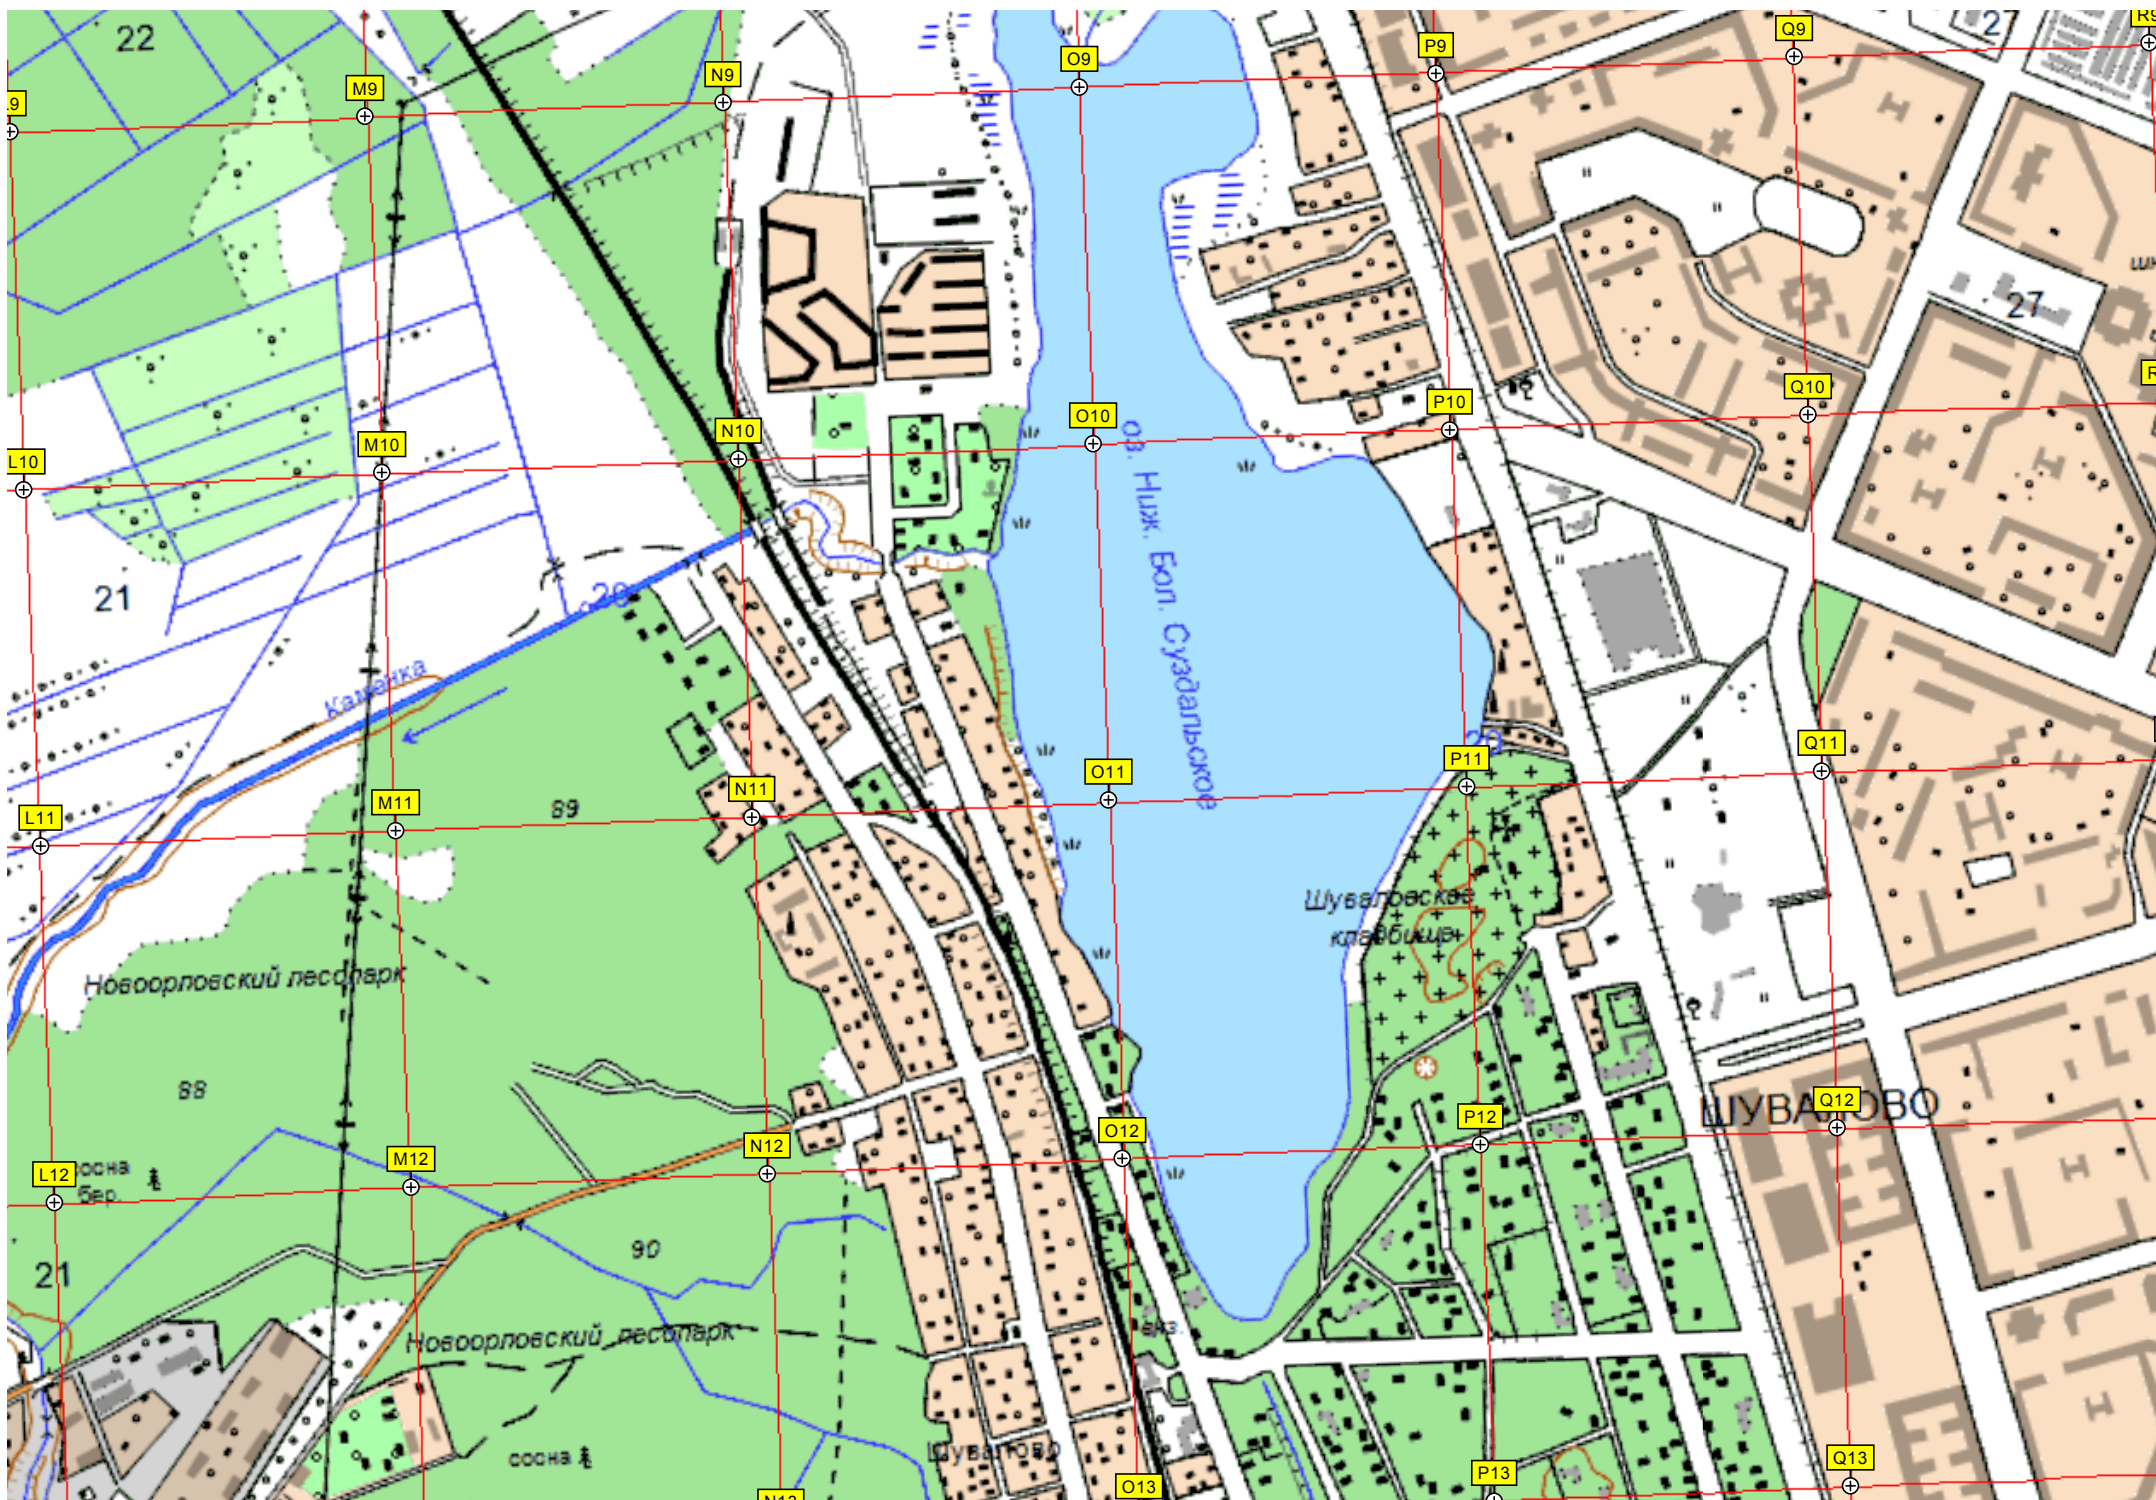 22
27
Q9
R9
P9
O9
N9
M9
27
Q10
P10
O10
N10
M10
L10
оз. Ниж. Бол. Суздальское
21
20
Каменка
Q11
P11
O11
N11
M11
L11
89
Шуваловское
кладбище
Новоорловский лесопарк
88
ШУВАЛОВО
Q12
P12
O12
N12
M12
L12
сосна
бер.
90
21
Новоорловский лесопарк
Шувалово
сосна
Q13
P13
O13
N13